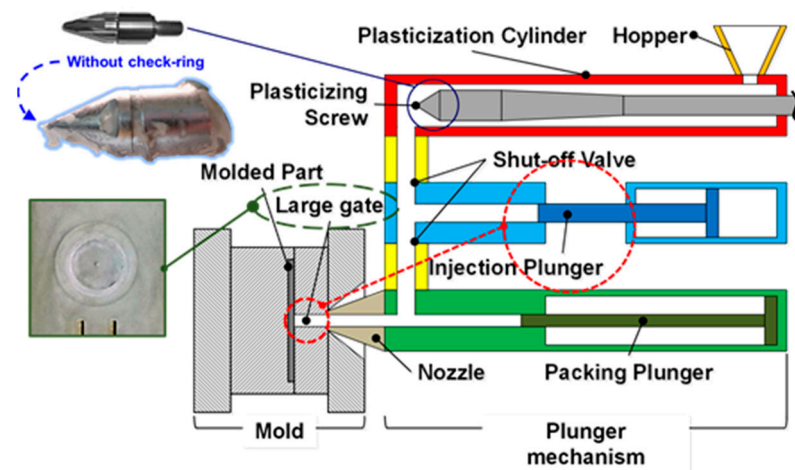 Without check-ring
Plasticization Cylinder
Hopper
Plasticizing
Screw
Shut-off Valve
Molded Part
Large gate
Injection Plunger
Nozzle
Packing Plunger
Mold
Plunger
mechanism